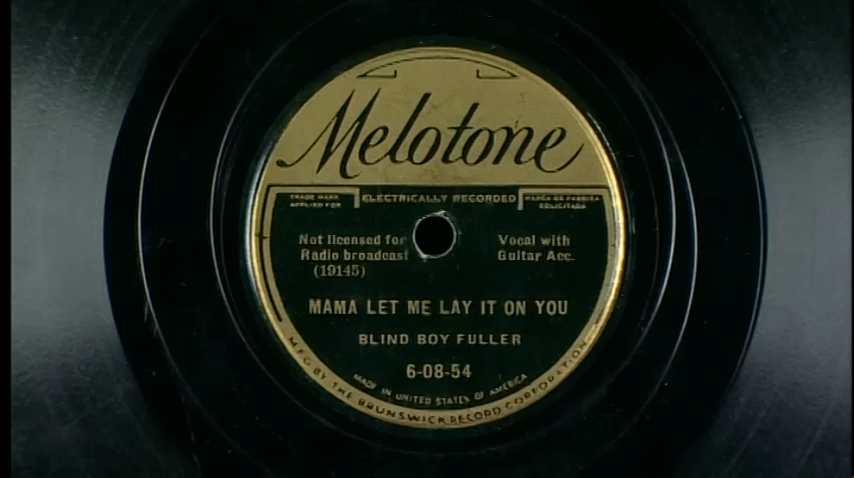 Melotone
TRADE MARK
APPLIED FOR
ELECTRICALLY RECORDED
MARCA DE FABRICA
SOLICITADA
Not licensed for
Radio broadcast
(19145)
Vocal with
Guitar Acc.
MAMA LET ME LAY IT ON YOU
BLIND BOY FULLER
6-08-54
MADE IN UNITED STATES OF AMERICA
MFG BY THE BRUNSWICK RECORD CORPORATION